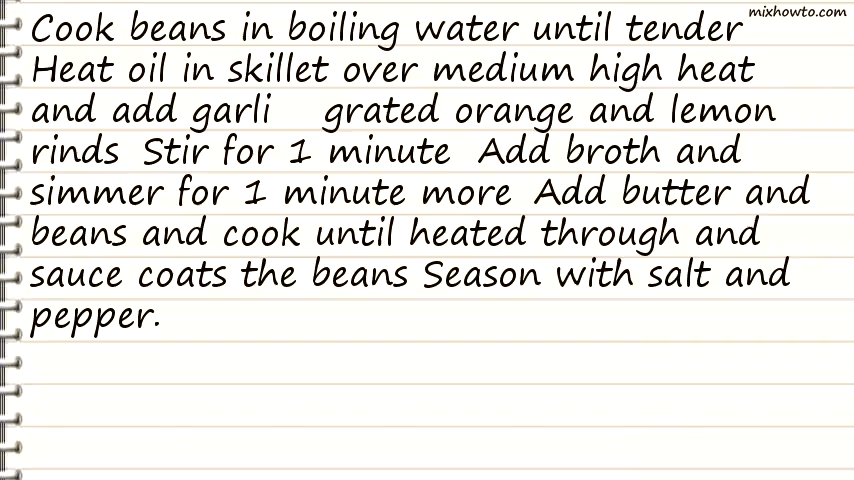 mixhowto.com
Cook beans in boiling water until tender
Heat oil in skillet over medium high heat
and add garli grated orange and lemon
rinds Stir for 1 minute Add broth and
simmer for 1 minute more Add butter and
beans and cook until heated through and
sauce coats the beans Season with salt and
pepper.